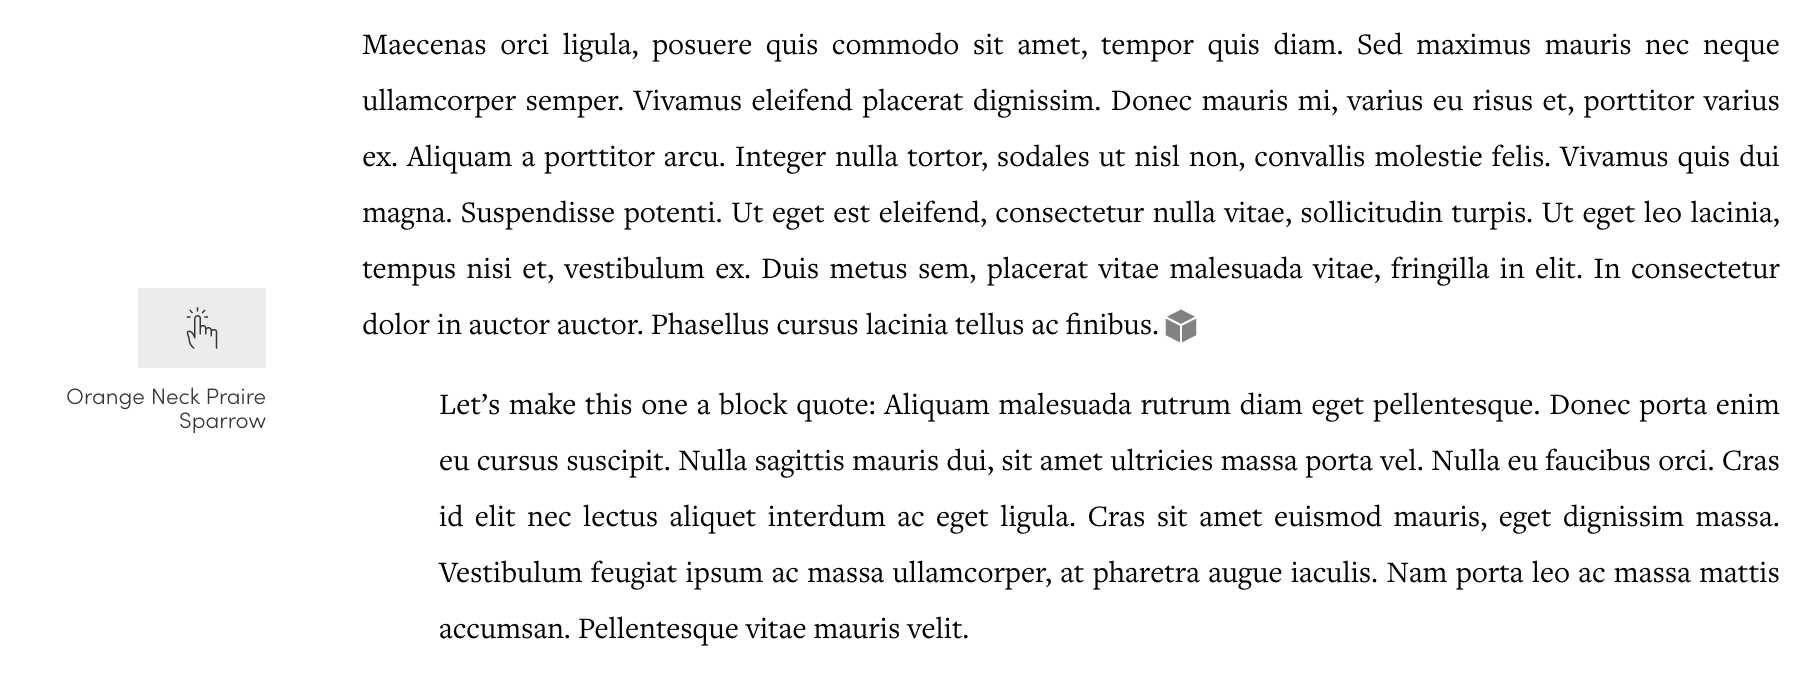 Maecenas orci ligula, posuere quis commodo sit amet, tempor quis diam. Sed maximus mauris nec neque
ullamcorper semper. Vivamus eleifend placerat dignissim. Donec mauris mi, varius eu risus et, porttitor varius
ex. Aliquam a porttitor arcu. Integer nulla tortor, sodales ut nisl non, convallis molestie felis. Vivamus quis dui
magna. Suspendisse potenti. Ut eget est eleifend, consectetur nulla vitae, sollicitudin turpis. Ut eget leo lacinia,
tempus nisi et, vestibulum ex. Duis metus sem, placerat vitae malesuada vitae, fringilla in elit. In consectetur
dolor in auctor auctor. Phasellus cursus lacinia tellus ac finibus.
Orange Neck Praire
Sparrow
Let’s make this one a block quote: Aliquam malesuada rutrum diam eget pellentesque. Donec porta enim
eu cursus suscipit. Nulla sagittis mauris dui, sit amet ultricies massa porta vel. Nulla eu faucibus orci. Cras
id elit nec lectus aliquet interdum ac eget ligula. Cras sit amet euismod mauris, eget dignissim massa.
Vestibulum feugiat ipsum ac massa ullamcorper, at pharetra augue iaculis. Nam porta leo ac massa mattis
accumsan. Pellentesque vitae mauris velit.